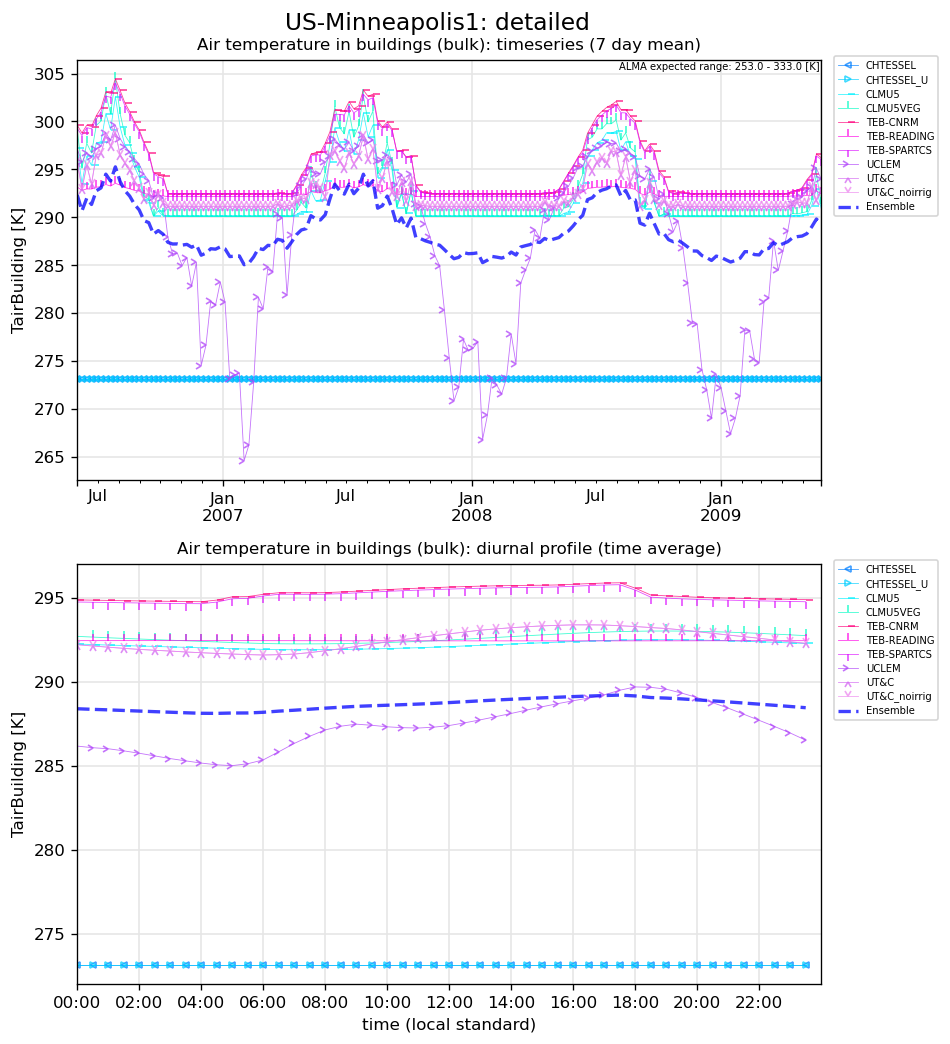 US-Minneapolis1: detailed
Air temperature in buildings (bulk): timeseries (7 day mean)
ALMA expected range: 253.0 - 333.0 [K]
TairBuilding [K]
305
300
295
290
285
280
275
270
265
Jul
Jan
2007
Jul
Jan
2008
Jul
Jan
2009
CHTESSEL
CHTESSEL_U
CLMU5
CLMU5VEG
TEB-CNRM
TEB-READING
TEB-SPARTCS
UCLEM
UT&C
UT&C_noirrig
Ensemble
Air temperature in buildings (bulk): diurnal profile (time average)
TairBuilding [K]
295
290
285
280
275
00:00
02:00
04:00
06:00
08:00
10:00
12:00
14:00
16:00
18:00
20:00
22:00
time (local standard)
CHTESSEL
CHTESSEL_U
CLMU5
CLMU5VEG
TEB-CNRM
TEB-READING
TEB-SPARTCS
UCLEM
UT&C
UT&C_noirrig
Ensemble